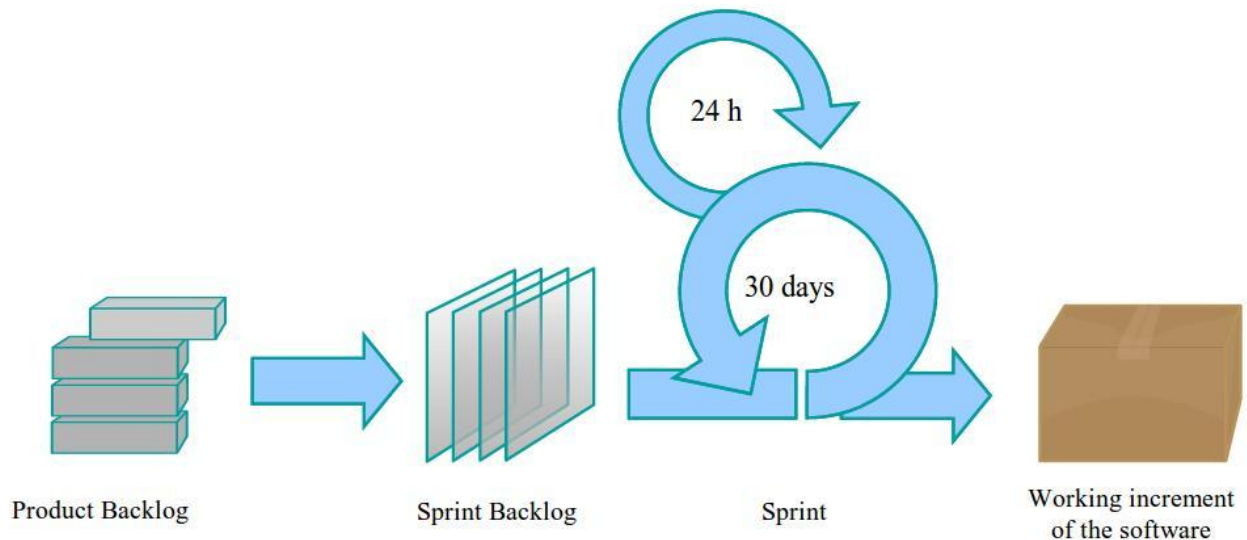 24 h
30 days
Product Backlog
Sprint Backlog
Sprint
Working increment
of the software